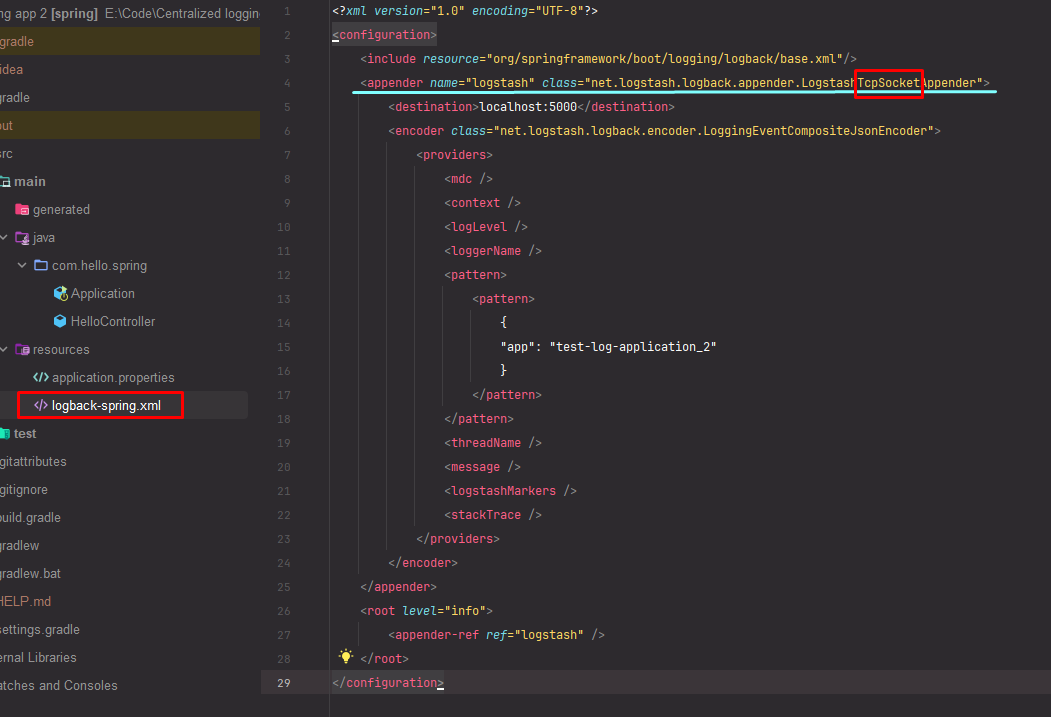 ng app 2 [spring] E:\Code\Centralized loggin
gradle
idea
gradle
out
src
main
generated
java
com.hello.spring
Application
HelloController
resources
application.properties
logback-spring.xml
test
gitattributes
gitignore
build.gradle
gradlew
gradlew.bat
HELP.md
settings.gradle
ernal Libraries
atches and Consoles
1 <?xml version="1.0" encoding="UTF-8"?>
2 <configuration>
3 <include resource="org/springframework/boot/logging/logback/base.xml"/>
4 <appender name="logstash" class="net.logstash.logback.appender.LogstashTcpSocketAppender">
5 <destination>localhost:5000</destination>
6 <encoder class="net.logstash.logback.encoder.LoggingEventCompositeJsonEncoder">
7 <providers>
8 <mdc />
9 <context />
10 <logLevel />
11 <loggerName />
12 <pattern>
13 <pattern>
14 {
15 "app": "test-log-application_2"
16 }
17 </pattern>
18 </pattern>
19 <threadName />
20 <message />
21 <logstashMarkers />
22 <stackTrace />
23 </providers>
24 </encoder>
25 </appender>
26 <root level="info">
27 <appender-ref ref="logstash" />
28 </root>
29 </configuration>